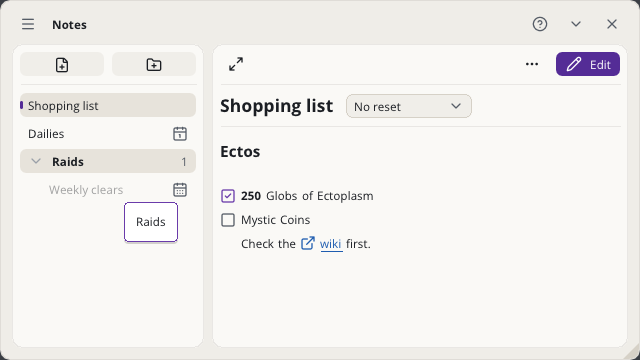 Notes
Edit
Shopping list
Dailies
Raids 1
Weekly clears
Raids
Shopping list No reset
Ectos
250 Globs of Ectoplasm
Mystic Coins
Check the wiki first.